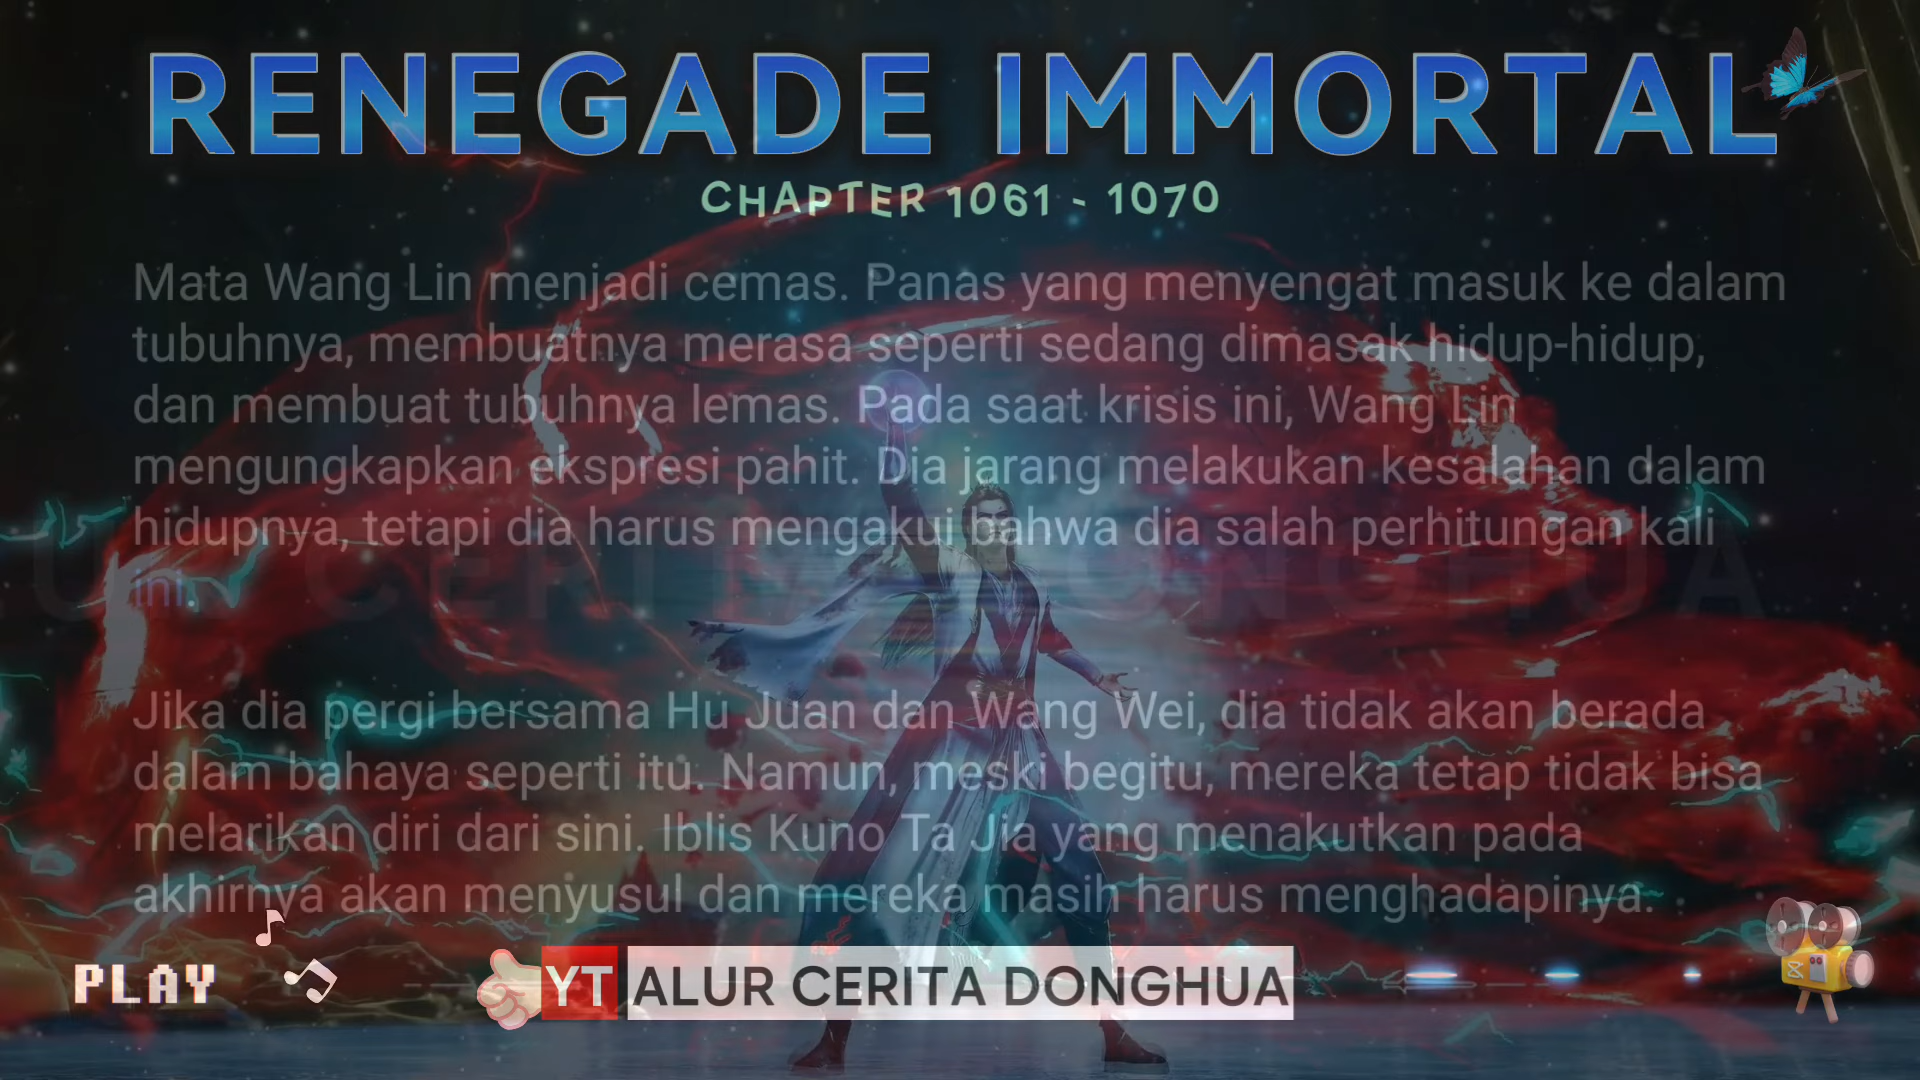 RENEGADE IMMORTAL
CHAPTER 1061 - 1070
Mata Wang Lin menjadi cemas. Panas yang menyengat masuk ke dalam
tubuhnya, membuatnya merasa seperti sedang dimasak hidup-hidup,
dan membuat tubuhnya lemas. Pada saat krisis ini, Wang Lin
mengungkapkan ekspresi pahit. Dia jarang melakukan kesalahan dalam
hidupnya, tetapi dia harus mengakui bahwa dia salah perhitungan kali
ini.
Jika dia pergi bersama Hu Juan dan Wang Wei, dia tidak akan berada
dalam bahaya seperti itu. Namun, meski begitu, mereka tetap tidak bisa
melarikan diri dari sini. Iblis Kuno Ta Jia yang menakutkan pada
akhirnya akan menyusul dan mereka masih harus menghadapinya.
PLAY
YT ALUR CERITA DONGHUA